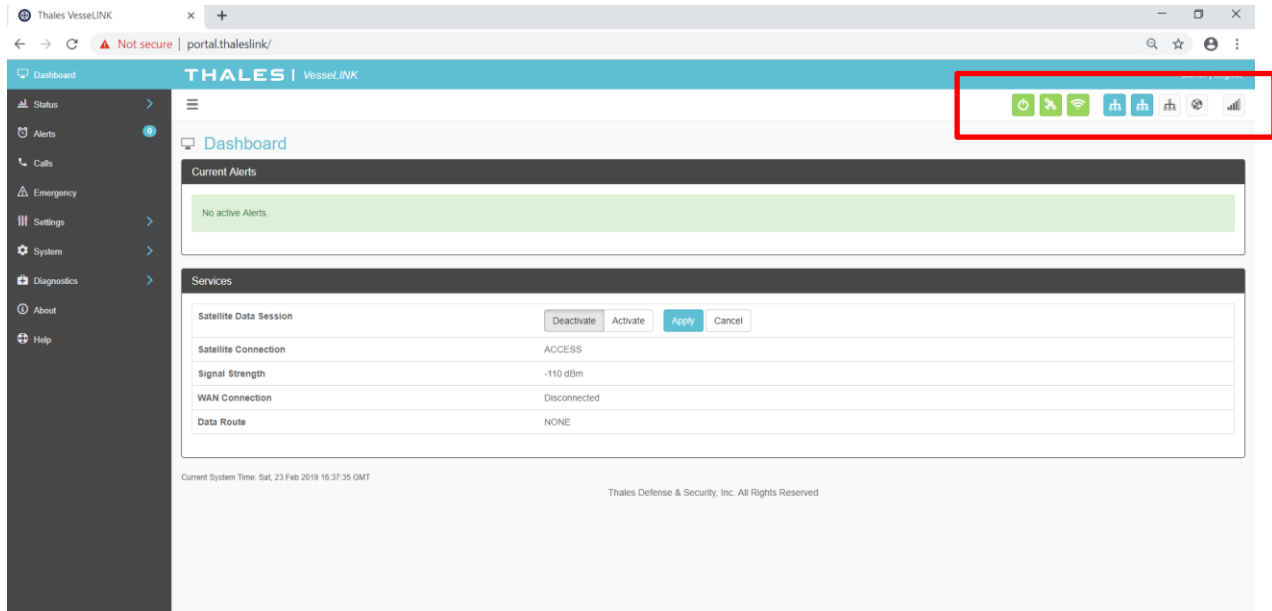 Thales VesseLINK
Not secure | portal.thaleslink/
Dashboard
THALES | VesseLINK
Status
Alerts 0
Calls
Emergency
Settings
System
Diagnostics
About
Help
Dashboard
Current Alerts
No active Alerts.
Services
Satellite Data Session Deactivate Activate Apply Cancel
Satellite Connection ACCESS
Signal Strength -110 dBm
WAN Connection Disconnected
Data Route NONE
Current System Time: Sat, 23 Feb 2019 16:37:35 GMT
Thales Defense & Security, Inc. All Rights Reserved